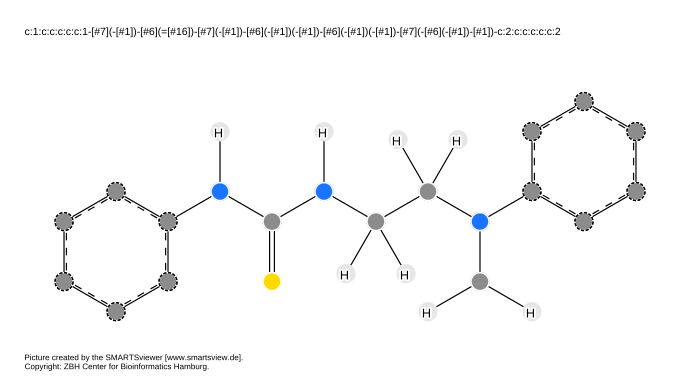 c:1:c:c:c:c:c:1-[#7](-[#1])-[#6](=[#16])-[#7](-[#1])-[#6](-[#1])(-[#1])-[#6](-[#1])(-[#1])-[#7](-[#6](-[#1])-[#1])-c:2:c:c:c:c:c:2
H
H
H
H
H
H
H
H
Picture created by the SMARTSviewer [www.smartsview.de].
Copyright: ZBH Center for Bioinformatics Hamburg.